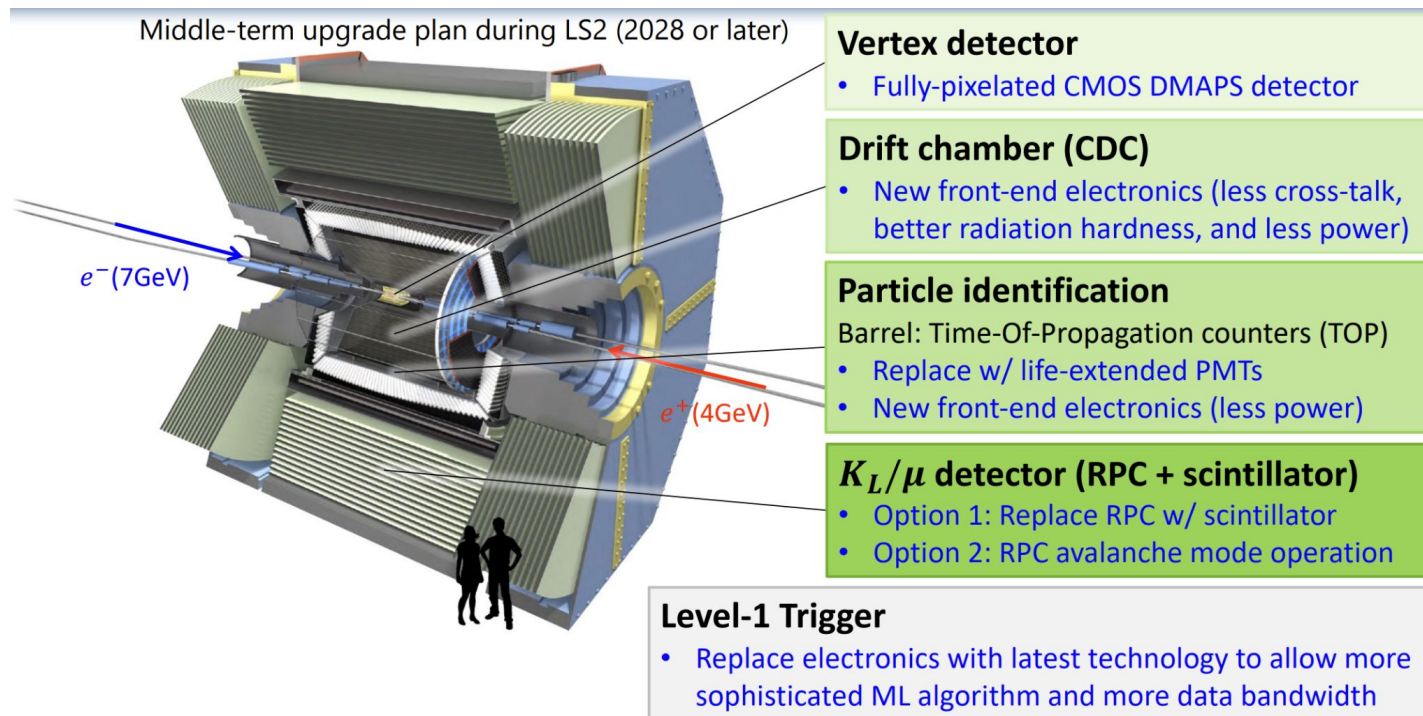 Middle-term upgrade plan during LS2 (2028 or later)
Vertex detector
• Fully-pixelated CMOS DMAPS detector
Drift chamber (CDC)
• New front-end electronics (less cross-talk,
better radiation hardness, and less power)
Particle identification
Barrel: Time-Of-Propagation counters (TOP)
• Replace w/ life-extended PMTs
• New front-end electronics (less power)
K_L/μ detector (RPC + scintillator)
• Option 1: Replace RPC w/ scintillator
• Option 2: RPC avalanche mode operation
Level-1 Trigger
• Replace electronics with latest technology to allow more
sophisticated ML algorithm and more data bandwidth
e⁻(7GeV)
e⁺(4GeV)